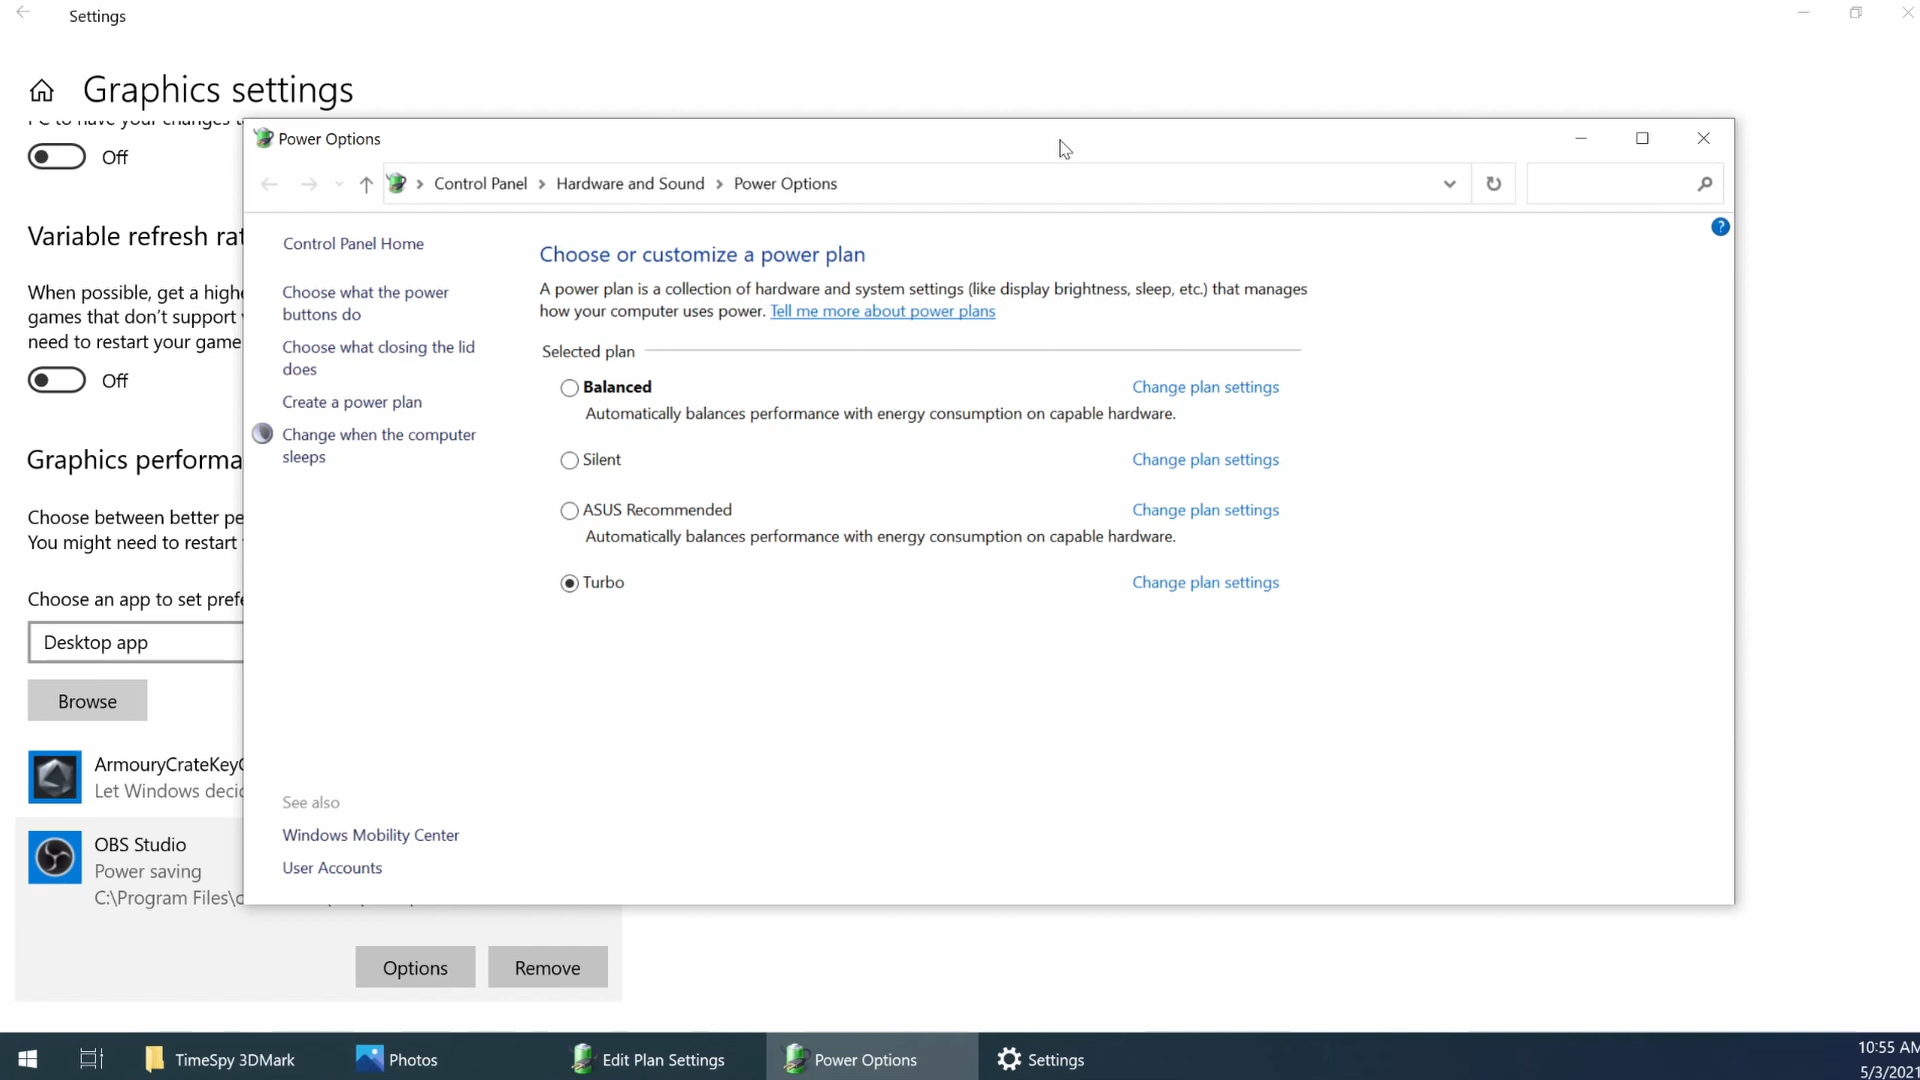 Settings
Graphics settings
Off
Variable refresh rat
When possible, get a highe
games that don't support
need to restart your game
Off
Graphics performa
Choose between better pe
You might need to restart
Choose an app to set prefe
Desktop app
Browse
ArmouryCrateKeyC
Let Windows decid
OBS Studio
Power saving
C:\Program Files\o
Options
Remove
Power Options
Control Panel
Hardware and Sound
Power Options
Control Panel Home
Choose what the power
buttons do
Choose what closing the lid
does
Create a power plan
Change when the computer
sleeps
See also
Windows Mobility Center
User Accounts
?
Choose or customize a power plan
A power plan is a collection of hardware and system settings (like display brightness, sleep, etc.) that manages
how your computer uses power. Tell me more about power plans
Selected plan
Balanced Change plan settings
Automatically balances performance with energy consumption on capable hardware.
Silent Change plan settings
ASUS Recommended Change plan settings
Automatically balances performance with energy consumption on capable hardware.
Turbo Change plan settings
TimeSpy 3DMark
Photos
Edit Plan Settings
Power Options
Settings
10:55 AM
5/3/2021